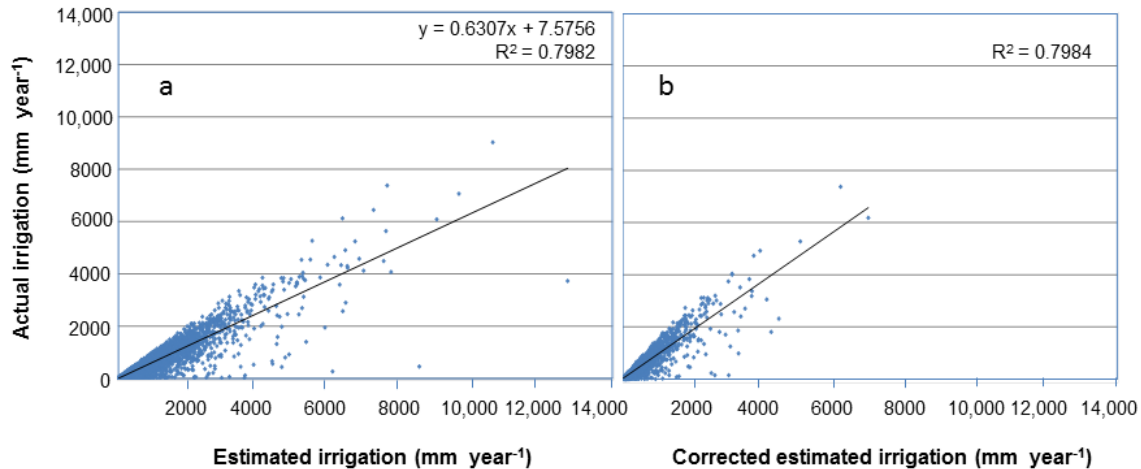 Actual irrigation (mm year⁻¹)
14,000
12,000
10,000
8000
6000
4000
2000
0
a
y = 0.6307x + 7.5756
R² = 0.7982
2000 4000 6000 8000 10,000 12,000 14,000
Estimated irrigation (mm year⁻¹)
b
R² = 0.7984
0
2000 4000 6000 8000 10,000 12,000 14,000
Corrected estimated irrigation (mm year⁻¹)